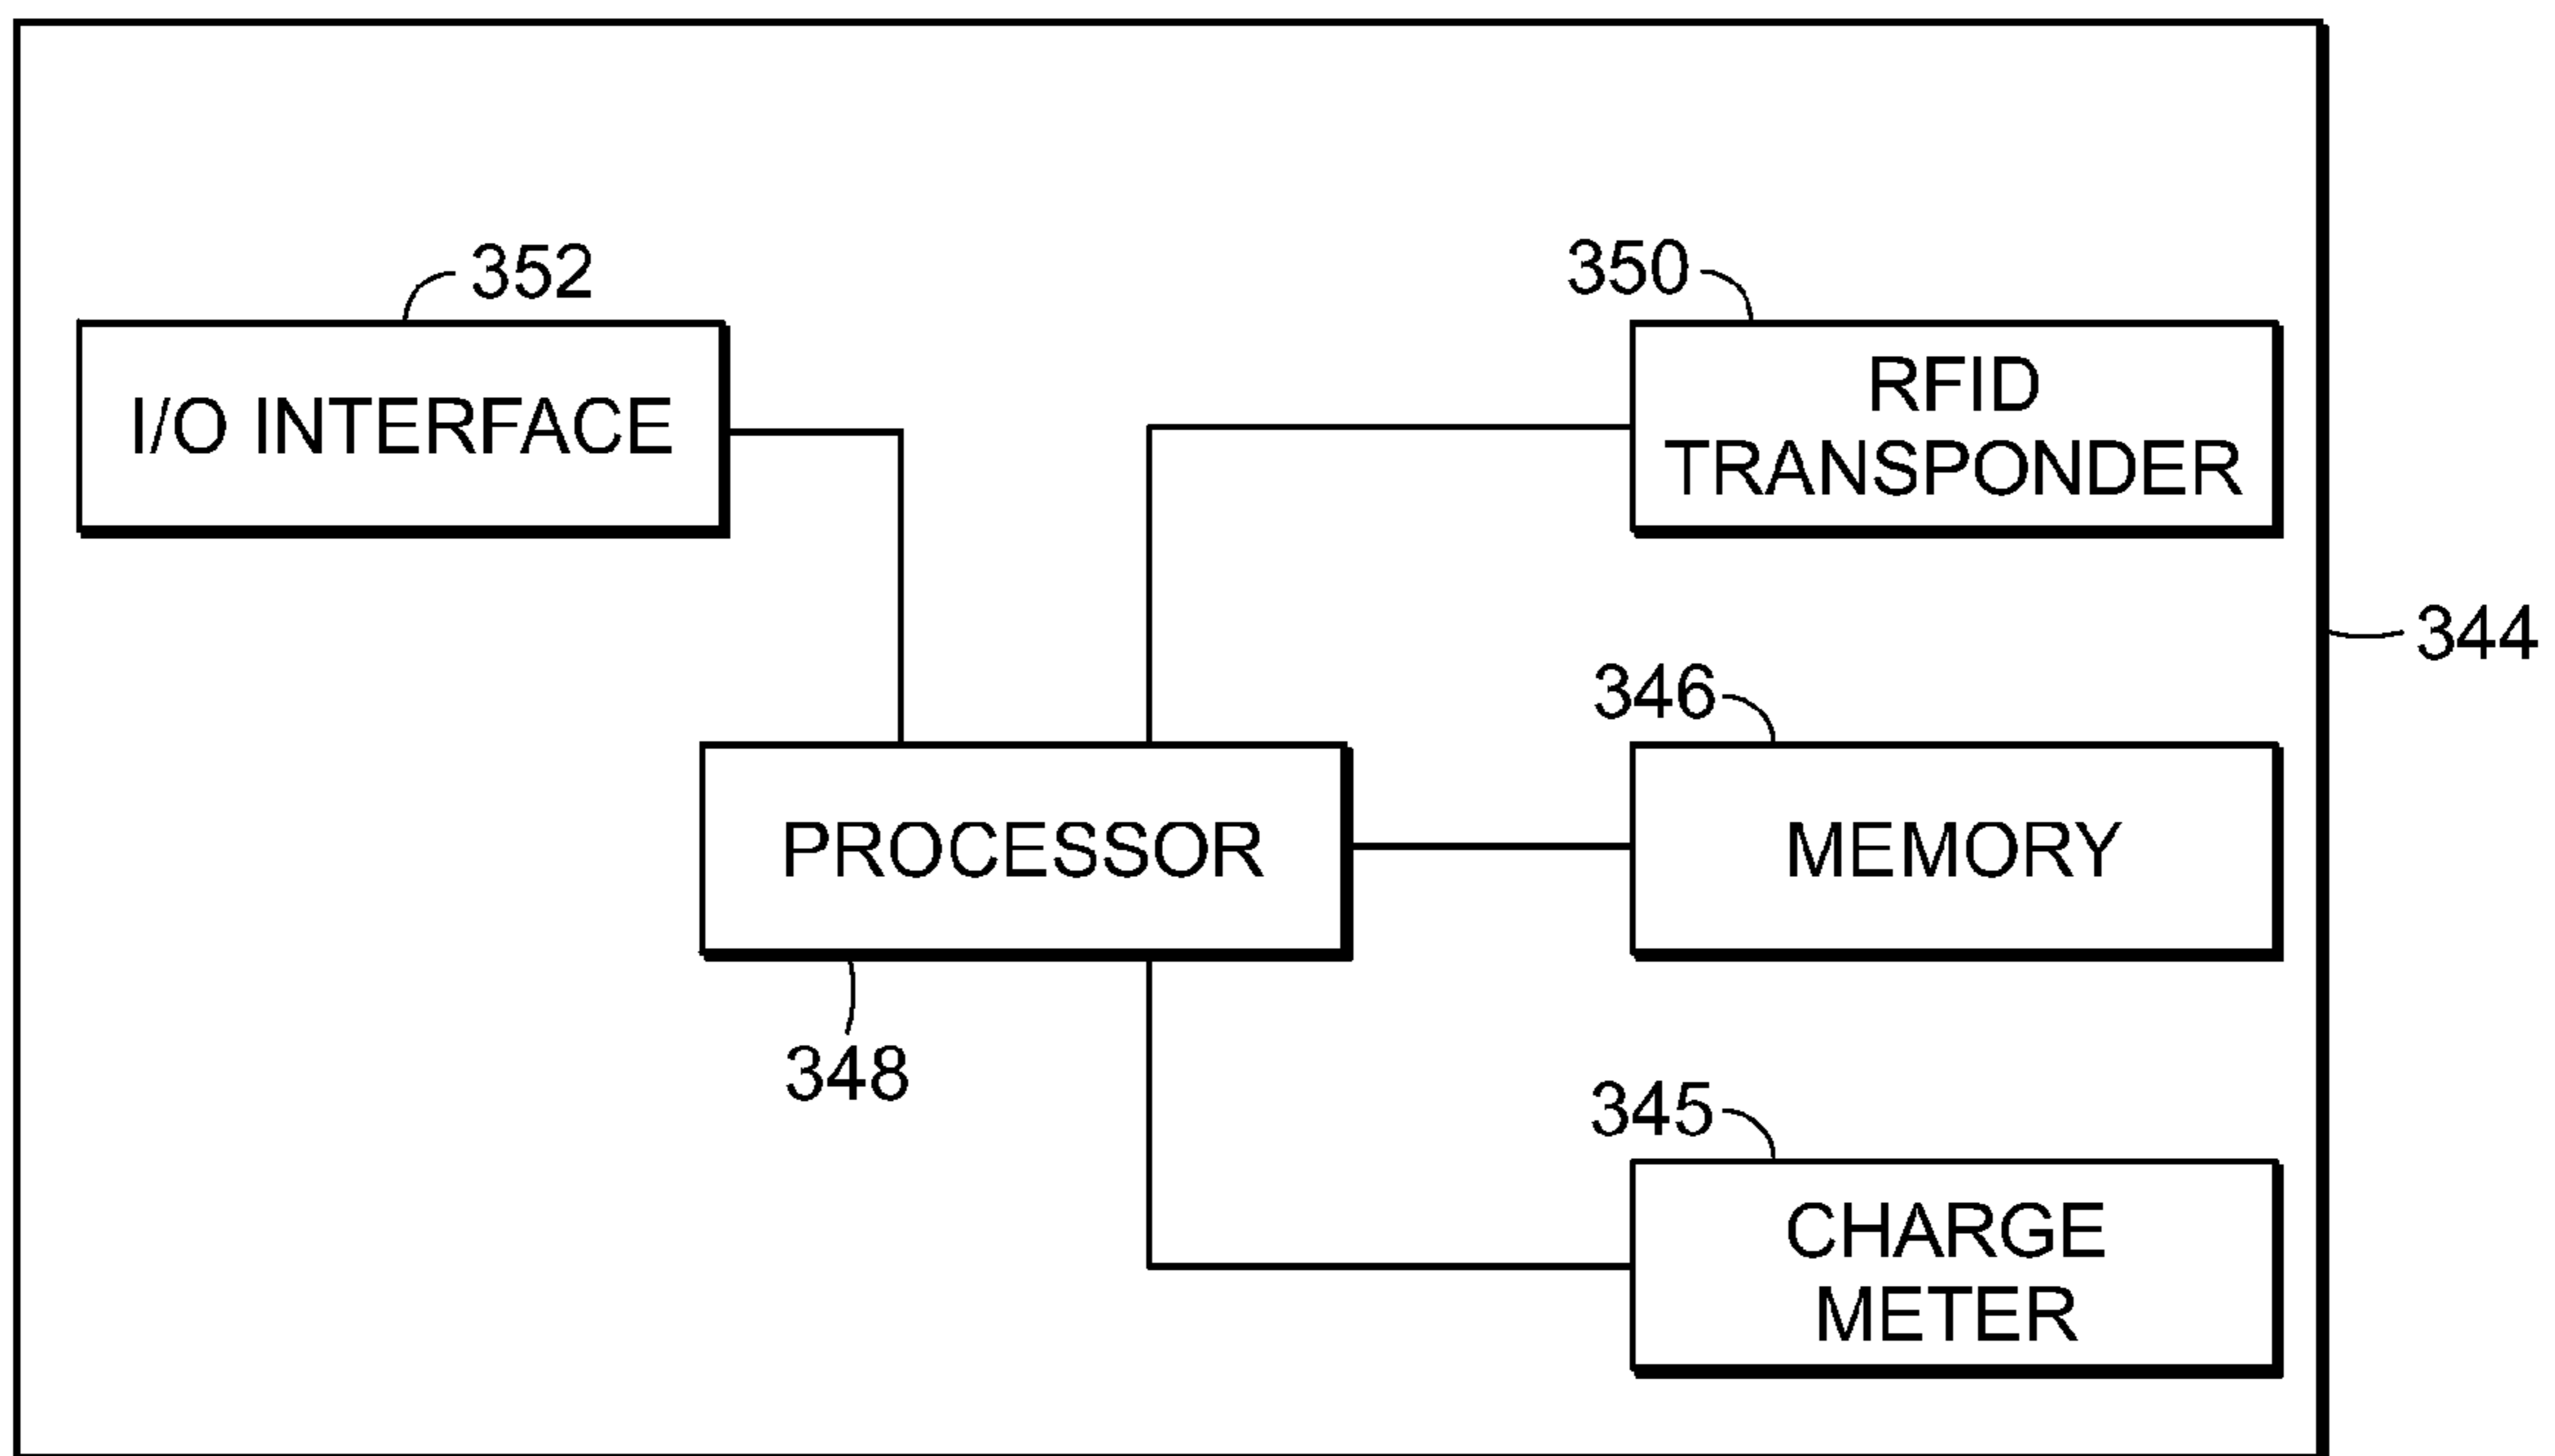 352
I/O INTERFACE
350
RFID
TRANSPONDER
344
346
PROCESSOR
MEMORY
348
345
CHARGE
METER